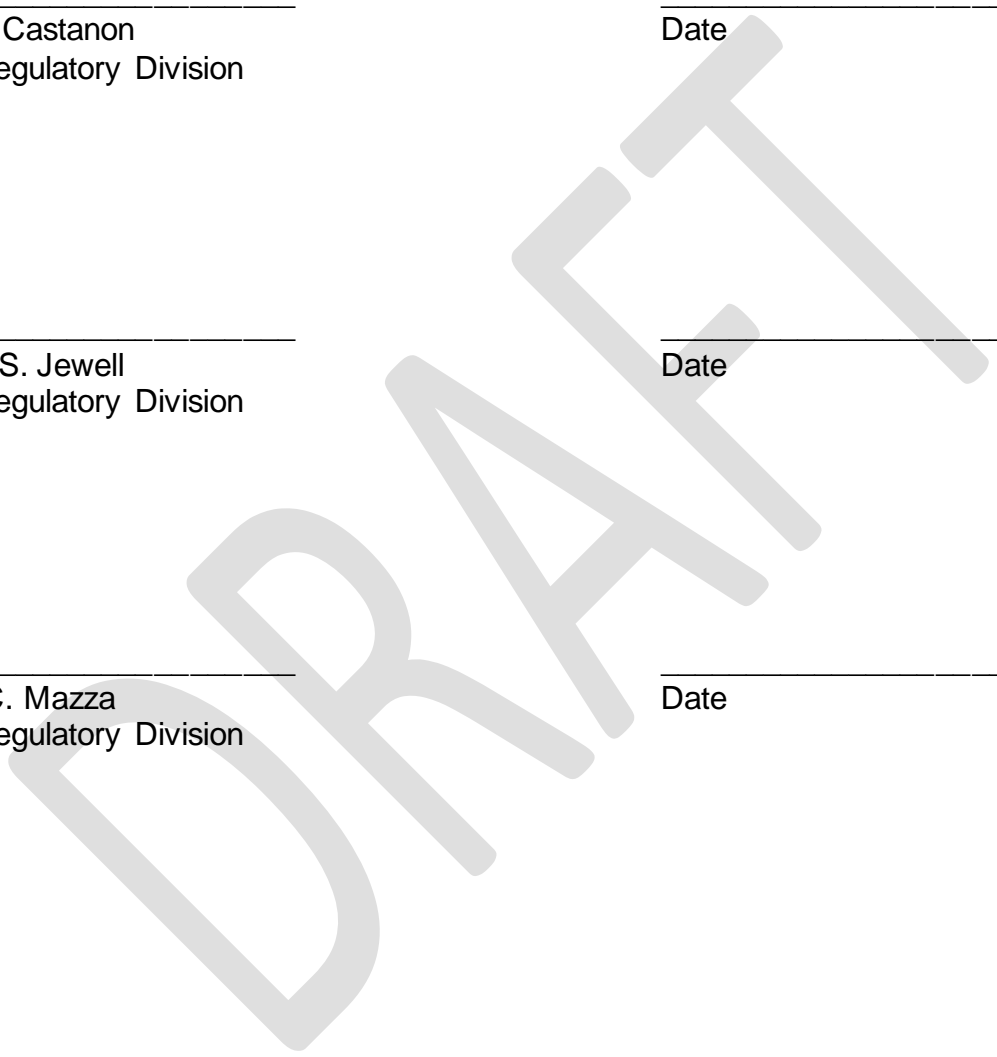 Castanon Date
egulatory Division
S. Jewell Date
egulatory Division
. Mazza Date
egulatory Division
DRAFT